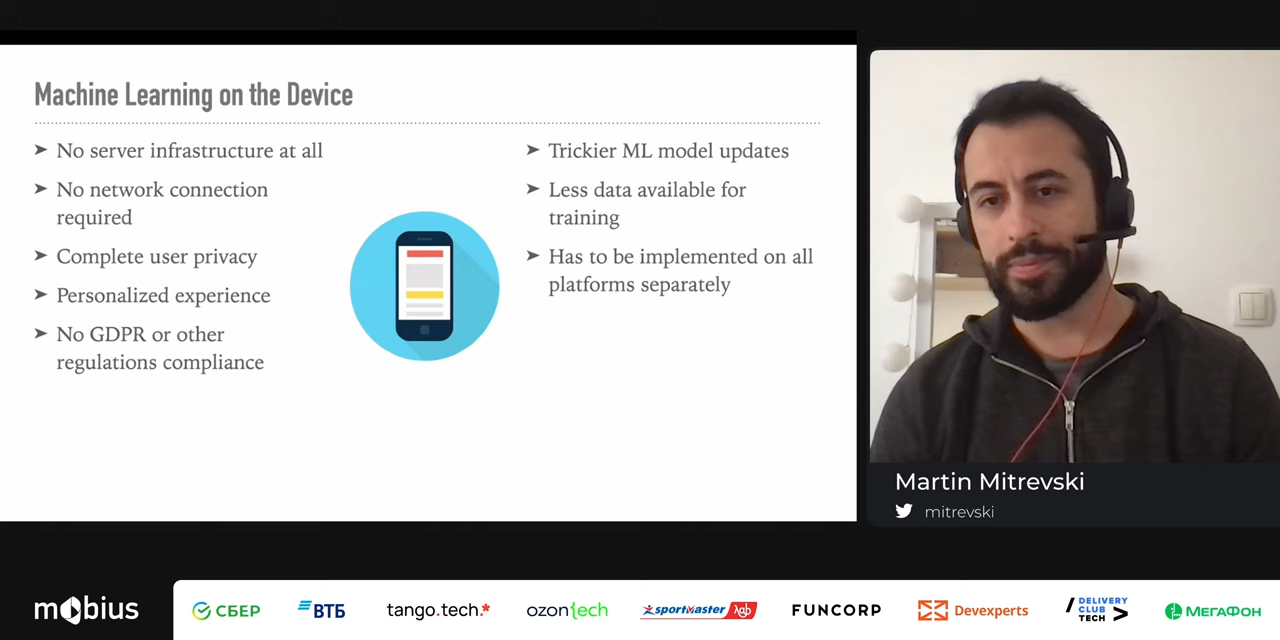 Machine Learning on the Device
➤ No server infrastructure at all
➤ No network connection
required
➤ Complete user privacy
➤ Personalized experience
➤ No GDPR or other
regulations compliance
➤ Trickier ML model updates
➤ Less data available for
training
➤ Has to be implemented on all
platforms separately
Martin Mitrevski
mitrevski
mobius
СБЕР
ВТБ
tango.tech.*
ozon{tech
sportmaster lab
FUNCORP
Devexperts
/ DELIVERY
CLUB
TECH >
МЕГАФОН